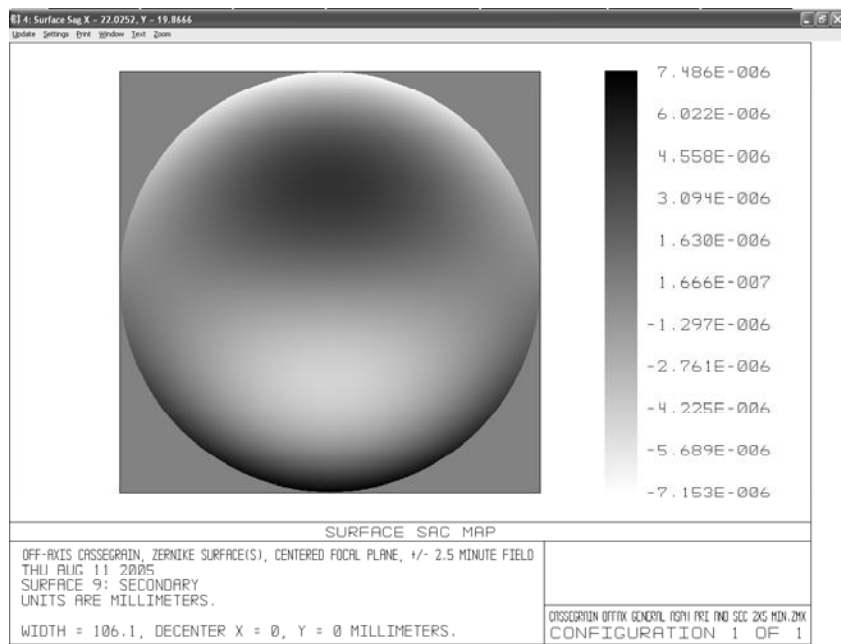 4: Surface Sag X - 22.0252, Y - 19.8666
Update Settings Print Window Text Zoom
7.486E-006
6.022E-006
4.558E-006
3.094E-006
1.630E-006
1.666E-007
-1.297E-006
-2.761E-006
-4.225E-006
-5.689E-006
-7.153E-006
SURFACE SAG MAP
OFF-AXIS CASSEGRAIN, ZERNIKE SURFACE(S), CENTERED FOCAL PLANE, +/- 2.5 MINUTE FIELD
THU AUG 11 2005
SURFACE 9: SECONDARY
UNITS ARE MILLIMETERS.
WIDTH = 106.1, DECENTER X = 0, Y = 0 MILLIMETERS.
CASSEGRAIN OFFAX GENERAL PRI AND SEC 2X5 MIN.ZMX
CONFIGURATION 1 OF 1